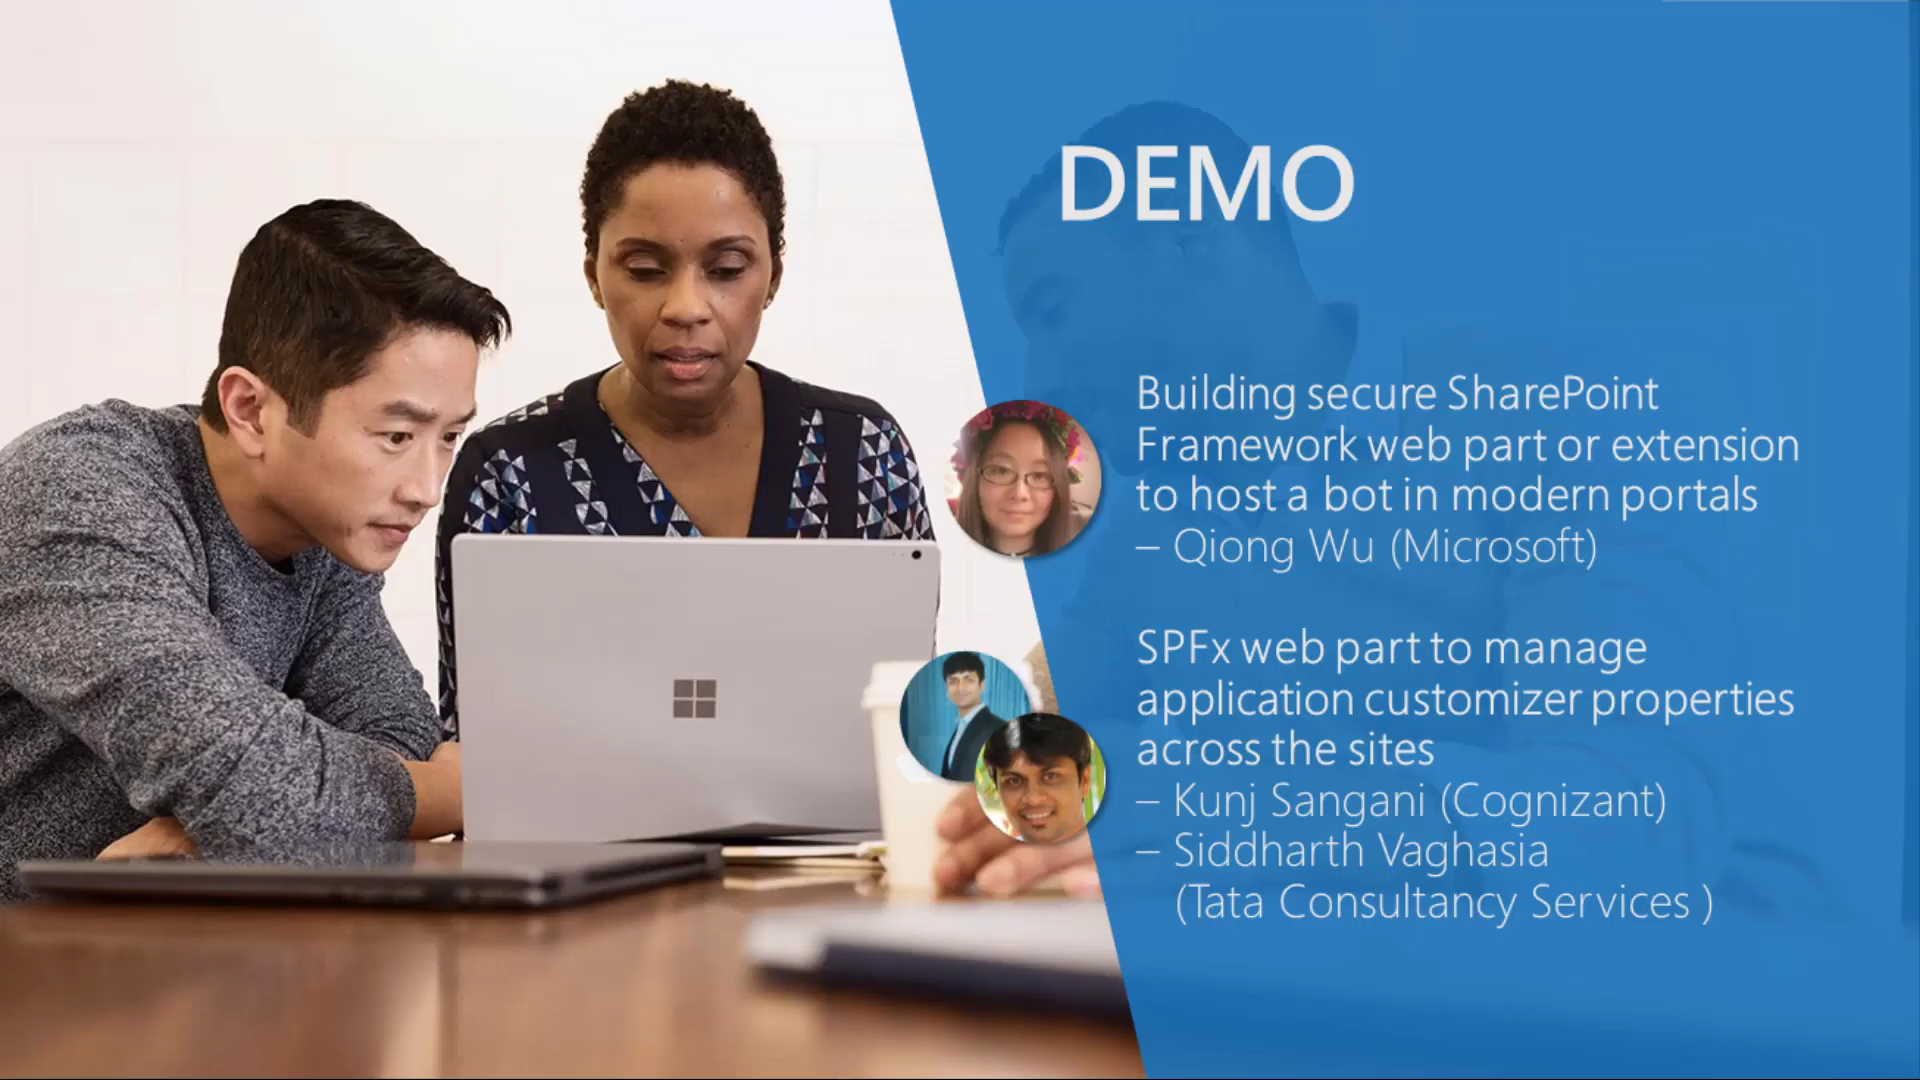 DEMO
Building secure SharePoint
Framework web part or extension
to host a bot in modern portals
– Qiong Wu (Microsoft)
SPFx web part to manage
application customizer properties
across the sites
– Kunj Sangani (Cognizant)
– Siddharth Vaghasia
(Tata Consultancy Services )